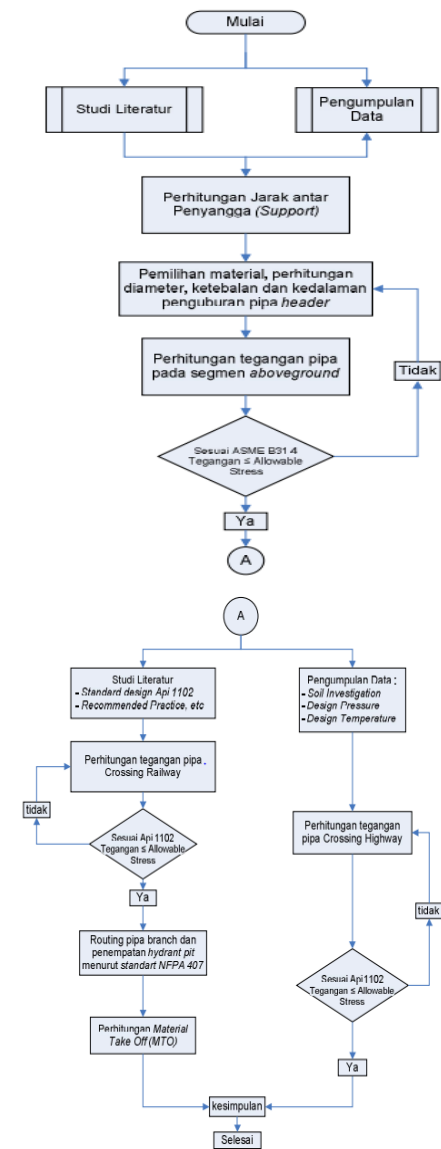 Mulai
Studi Literatur
Pengumpulan
Data
Perhitungan Jarak antar
Penyangga (Support)
Pemilihan material, perhitungan
diameter, ketebalan dan kedalaman
penguburan pipa header
Perhitungan tegangan pipa
pada segmen aboveground
Tidak
Sesuai ASME B31.4
Tegangan ≤ Allowable
Stress
Ya
A
A
Studi Literatur
- Standard design Api 1102
- Recommended Practice, etc
Perhitungan tegangan pipa.
Crossing Railway
tidak
Sesuai Api 1102
Tegangan ≤ Allowable
Stress
Ya
Routing pipa branch dan
penempatan hydrant pit
menurut standart NFPA 407
Perhitungan Material
Take Off (MTO)
Pengumpulan Data :
- Soil Investigation
- Design Pressure
- Design Temperature
Perhitungan tegangan
pipa Crossing Highway
tidak
Sesuai Api1102
Tegangan ≤ Allowable
Stress
Ya
kesimpulan
Selesai